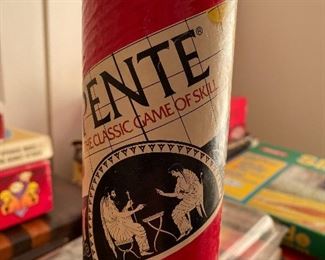 PENTE®
THE CLASSIC GAME OF SKILL